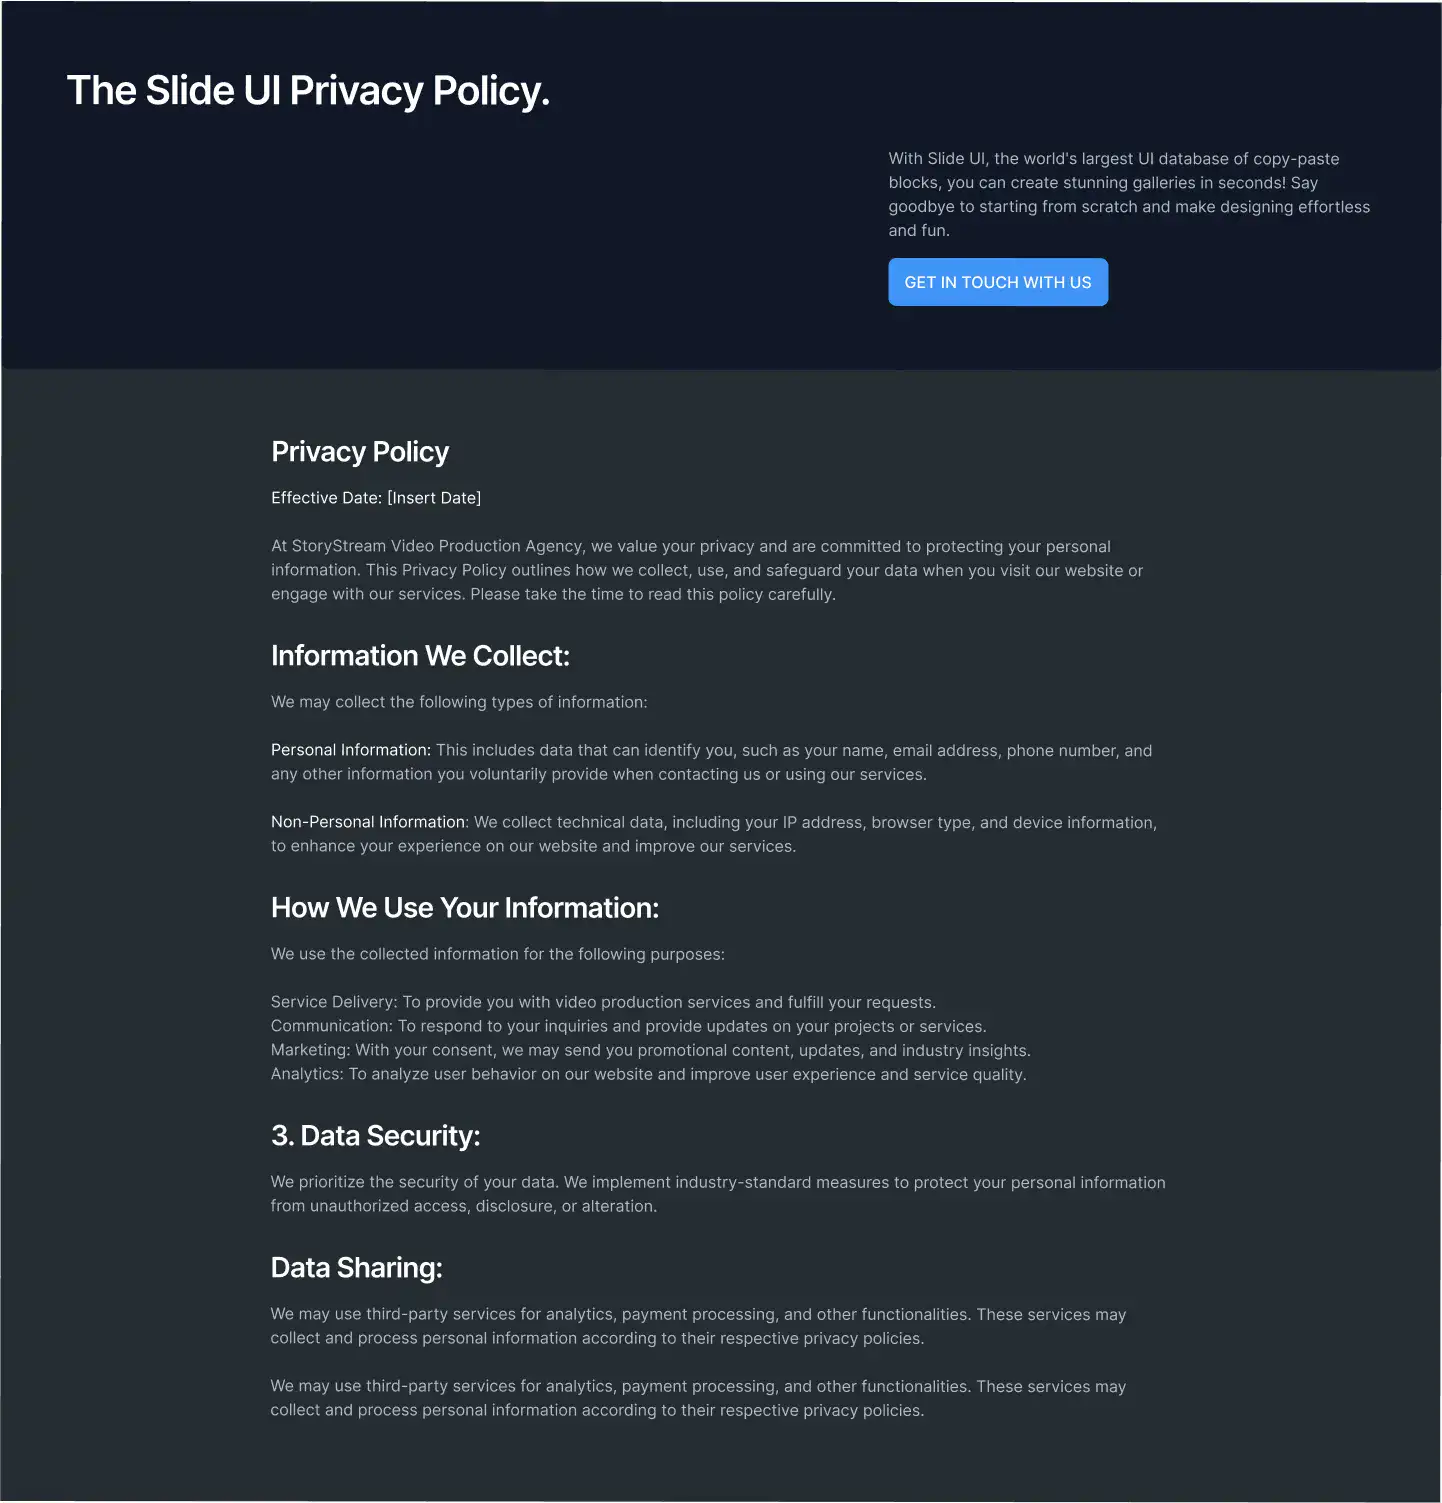 The Slide UI Privacy Policy.
With Slide UI, the world's largest UI database of copy-paste
blocks, you can create stunning galleries in seconds! Say
goodbye to starting from scratch and make designing effortless
and fun.
GET IN TOUCH WITH US
Privacy Policy
Effective Date: [Insert Date]
At StoryStream Video Production Agency, we value your privacy and are committed to protecting your personal
information. This Privacy Policy outlines how we collect, use, and safeguard your data when you visit our website or
engage with our services. Please take the time to read this policy carefully.
Information We Collect:
We may collect the following types of information:
Personal Information: This includes data that can identify you, such as your name, email address, phone number, and
any other information you voluntarily provide when contacting us or using our services.
Non-Personal Information: We collect technical data, including your IP address, browser type, and device information,
to enhance your experience on our website and improve our services.
How We Use Your Information:
We use the collected information for the following purposes:
Service Delivery: To provide you with video production services and fulfill your requests.
Communication: To respond to your inquiries and provide updates on your projects or services.
Marketing: With your consent, we may send you promotional content, updates, and industry insights.
Analytics: To analyze user behavior on our website and improve user experience and service quality.
3. Data Security:
We prioritize the security of your data. We implement industry-standard measures to protect your personal information
from unauthorized access, disclosure, or alteration.
Data Sharing:
We may use third-party services for analytics, payment processing, and other functionalities. These services may
collect and process personal information according to their respective privacy policies.
We may use third-party services for analytics, payment processing, and other functionalities. These services may
collect and process personal information according to their respective privacy policies.